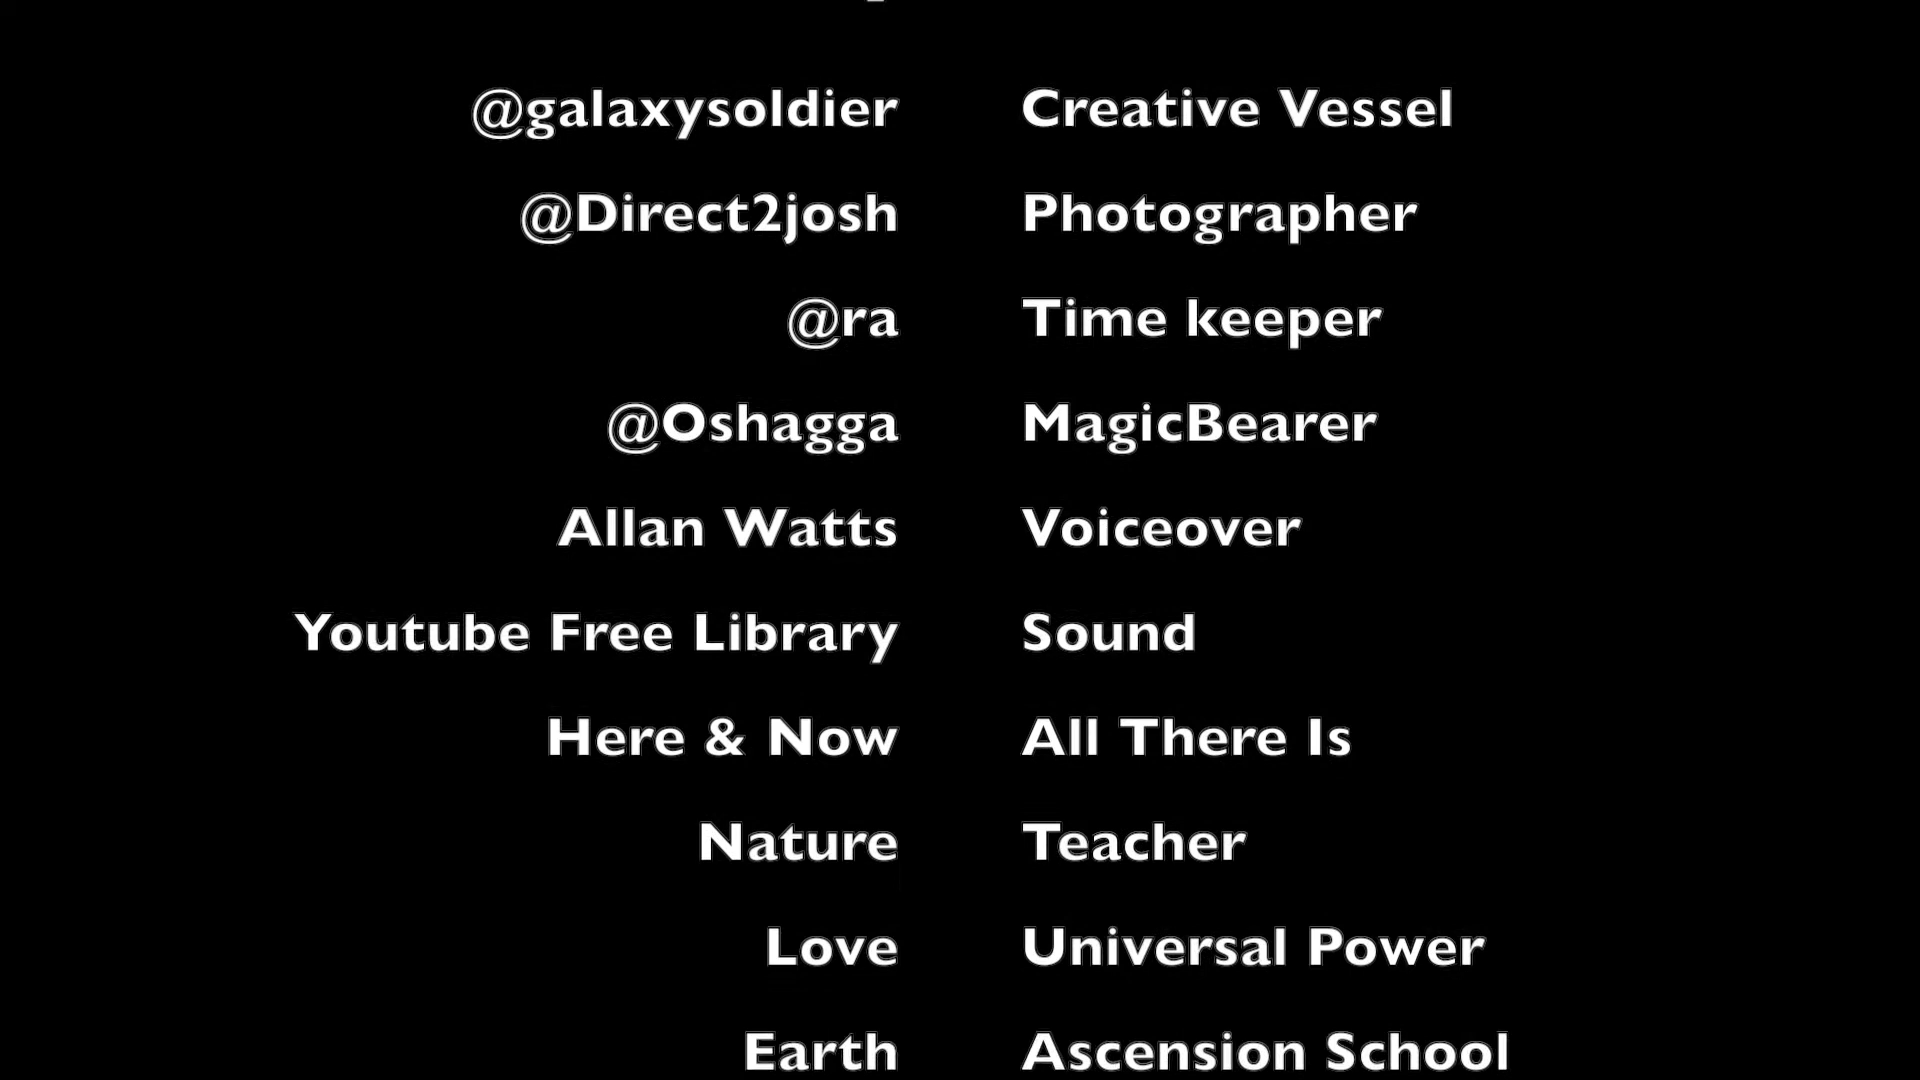 @galaxysoldier Creative Vessel
@Direct2josh Photographer
@ra Time keeper
@Oshagga MagicBearer
Allan Watts Voiceover
Youtube Free Library Sound
Here & Now All There Is
Nature Teacher
Love Universal Power
Earth Ascension School